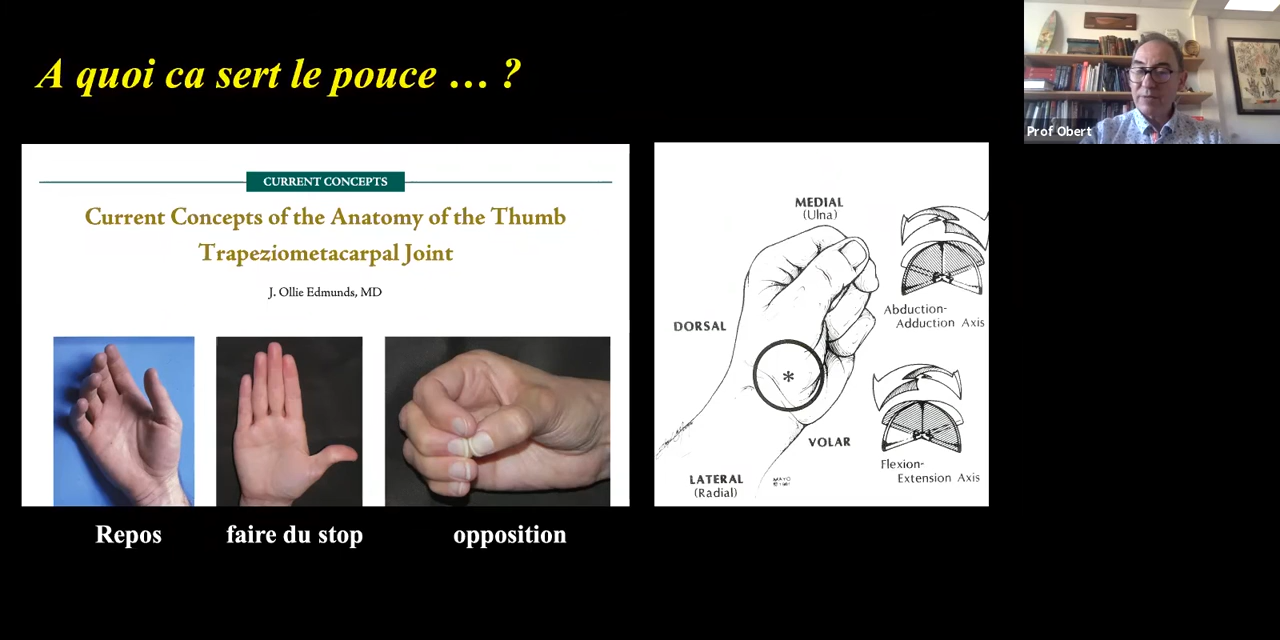 A quoi ca sert le pouce ... ?
Prof Obert
CURRENT CONCEPTS
Current Concepts of the Anatomy of the Thumb
Trapeziometacarpal Joint
J. Ollie Edmunds, MD
MEDIAL
(Ulna)
DORSAL
Abduction-
Adduction Axis
*
VOLAR
Flexion-
Extension Axis
LATERAL
(Radial)
MAYO
Repos
faire du stop
opposition